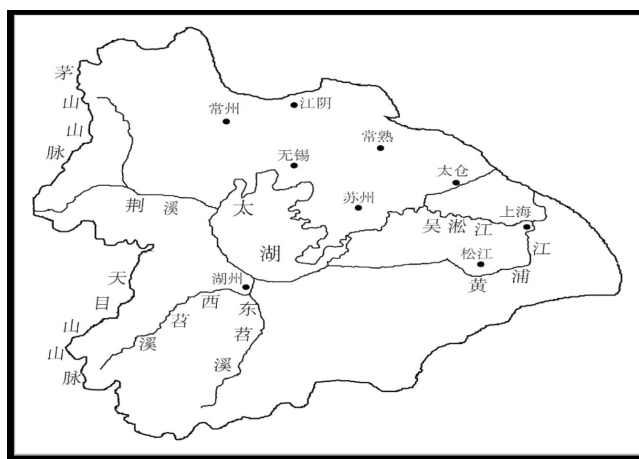 茅山山脉
常州
江阴
常熟
无锡
太仓
荆溪
太湖
苏州
吴淞江
上海
松江
黄浦江
天目山山脉
湖州
西苕溪
东苕溪